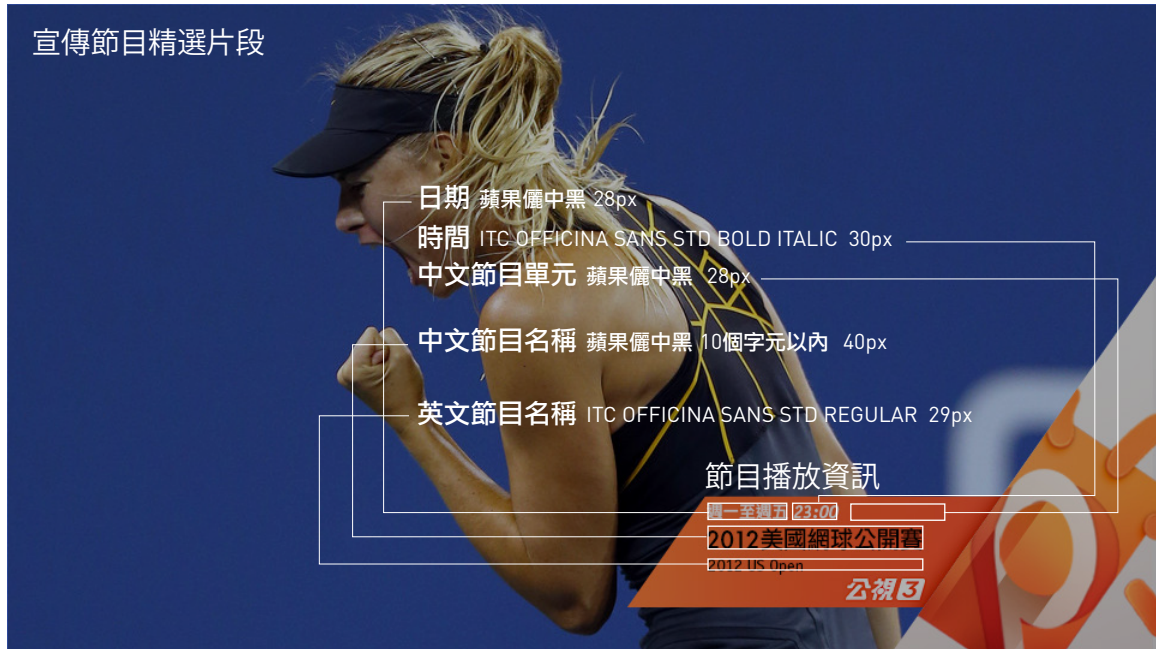 宣傳節目精選片段
日期 蘋果儷中黑 28px
時間 ITC OFFICINA SANS STD BOLD ITALIC 30px
中文節目單元 蘋果儷中黑 28px
中文節目名稱 蘋果儷中黑 10個字元以內 40px
英文節目名稱 ITC OFFICINA SANS STD REGULAR 29px
節目播放資訊
週一至週五 23:00
2012美國網球公開賽
2012 US Open
公視3